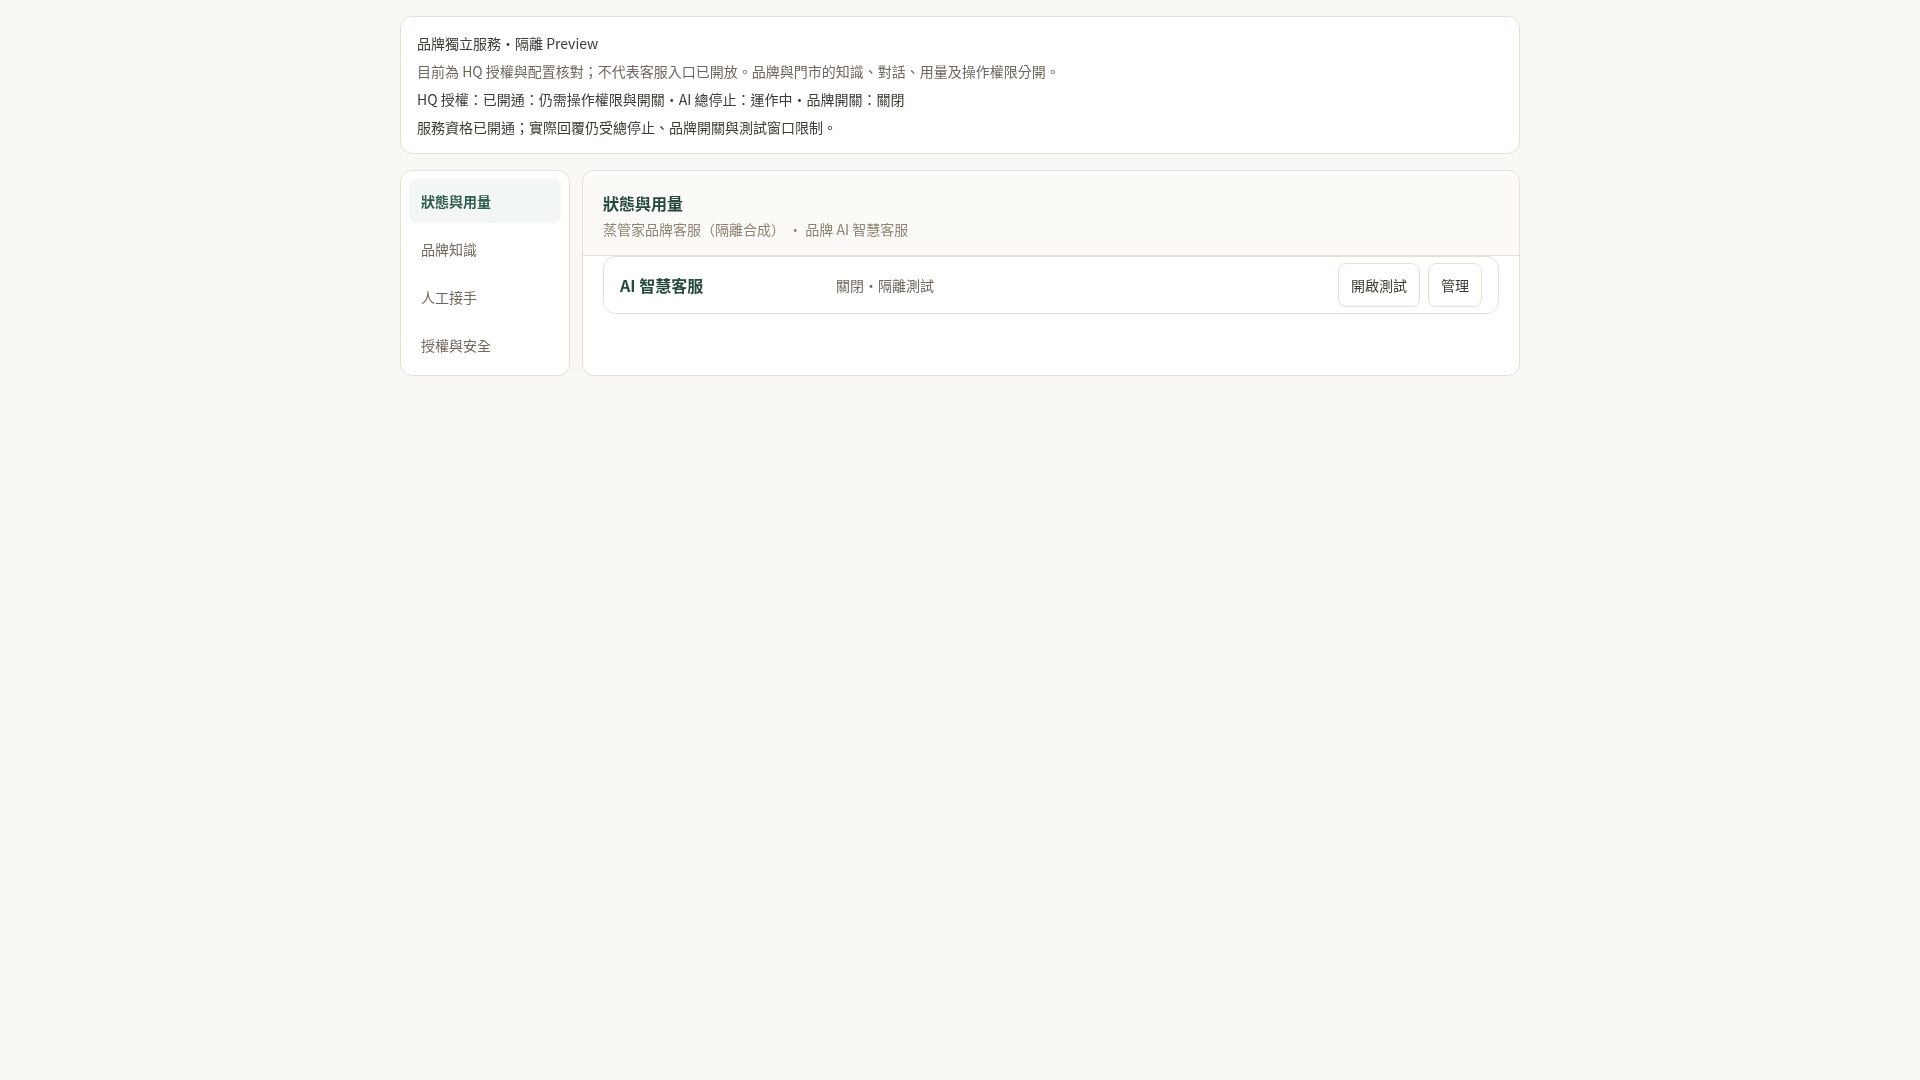 品牌獨立服務・隔離 Preview
目前為 HQ 授權與配置核對；不代表客服入口已開放。品牌與門市的知識、對話、用量及操作權限分開。
HQ 授權：已開通：仍需操作權限與開關・AI 總停止：運作中・品牌開關：關閉
服務資格已開通；實際回覆仍受總停止、品牌開關與測試窗口限制。
狀態與用量
品牌知識
人工接手
授權與安全
狀態與用量
蒸管家品牌客服（隔離合成） ・ 品牌 AI 智慧客服
AI 智慧客服 關閉・隔離測試 開啟測試 管理